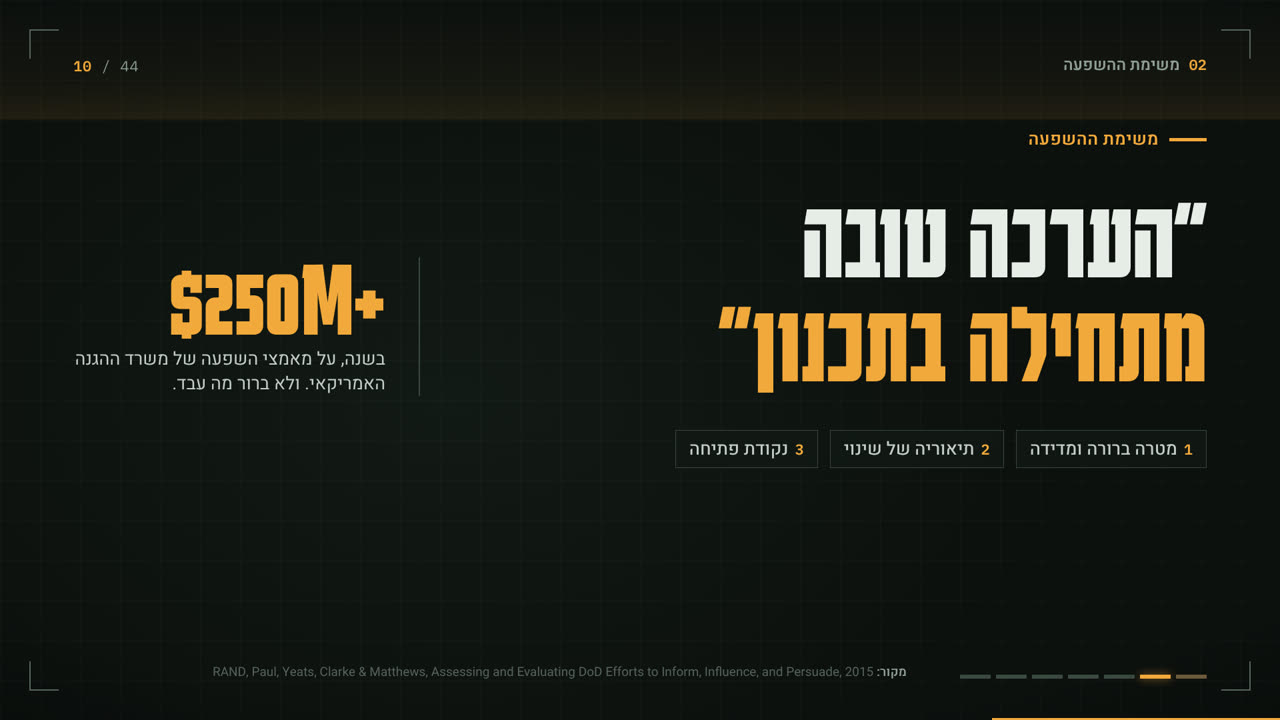 02 משימת ההשפעה
10 / 44
משימת ההשפעה
"הערכה טובה
מתחילה בתכנון"
1 מטרה ברורה ומדידה
2 תיאוריה של שינוי
3 נקודת פתיחה
$250M+
בשנה, על מאמצי השפעה של משרד ההגנה
האמריקאי. ולא ברור מה עבד.
מקור: RAND, Paul, Yeats, Clarke & Matthews, Assessing and Evaluating DoD Efforts to Inform, Influence, and Persuade, 2015